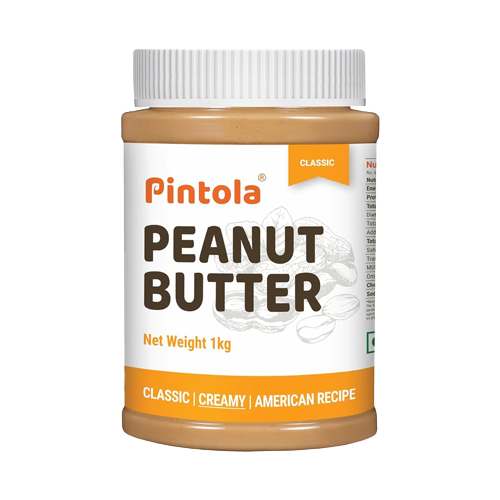 CLASSIC
Pintola®
PEANUT
BUTTER
Net Weight 1kg
CLASSIC | CREAMY | AMERICAN RECIPE